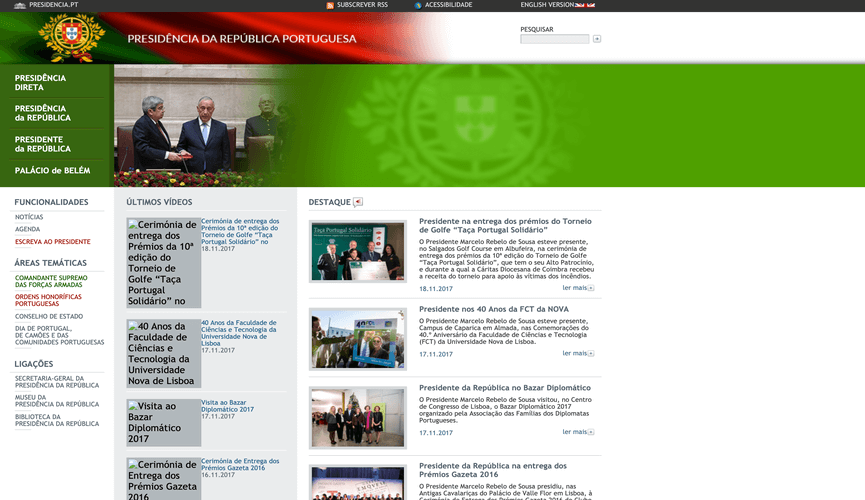 PRESIDENCIA.PT
SUBSCREVER RSS
ACESSIBILIDADE
ENGLISH VERSION
PRESIDÊNCIA DA REPÚBLICA PORTUGUESA
PESQUISAR
PRESIDÊNCIA
DIRETA
PRESIDÊNCIA
da REPÚBLICA
PRESIDENTE
da REPÚBLICA
PALÁCIO de BELÉM
FUNCIONALIDADES
NOTÍCIAS
AGENDA
ESCREVA AO PRESIDENTE
ÁREAS TEMÁTICAS
COMANDANTE SUPREMO
DAS FORÇAS ARMADAS
ORDENS HONORÍFICAS
PORTUGUESAS
CONSELHO DE ESTADO
DIA DE PORTUGAL,
DE CAMÕES E DAS
COMUNIDADES PORTUGUESAS
LIGAÇÕES
SECRETARIA-GERAL DA
PRESIDÊNCIA DA REPÚBLICA
MUSEU DA
PRESIDÊNCIA DA REPÚBLICA
BIBLIOTECA DA
PRESIDÊNCIA DA REPÚBLICA
ÚLTIMOS VÍDEOS
Cerimónia de
entrega dos
Prémios da 10ª
edição do
Torneio de
Golfe “Taça
Portugal
Solidário” no
Cerimónia de entrega dos
Prémios da 10ª edição do
Torneio de Golfe “Taça
Portugal Solidário” no
18.11.2017
40 Anos da
Faculdade de
Ciências e
Tecnologia da
Universidade
Nova de Lisboa
40 Anos da Faculdade de
Ciências e Tecnologia da
Universidade Nova de
Lisboa
17.11.2017
Visita ao
Bazar
Diplomático
2017
Visita ao Bazar
Diplomático 2017
17.11.2017
Cerimónia de
Entrega dos
Prémios Gazeta
2016
Cerimónia de Entrega dos
Prémios Gazeta 2016
16.11.2017
DESTAQUE
Taça Portugal Solidário
Presidente na entrega dos prémios do Torneio
de Golfe “Taça Portugal Solidário”
O Presidente Marcelo Rebelo de Sousa esteve presente,
no Salgados Golf Course em Albufeira, na cerimónia de
entrega dos prémios da 10ª edição do Torneio de Golfe
“Taça Portugal Solidário”, que tem o seu Alto Patrocínio,
e durante a qual a Cáritas Diocesana de Coimbra recebeu
a receita do torneio para apoio às vítimas dos incêndios.
18.11.2017
ler mais
Presidente nos 40 Anos da FCT da NOVA
O Presidente Marcelo Rebelo de Sousa esteve presente,
Campus de Caparica em Almada, nas Comemorações do
40.º Aniversário da Faculdade de Ciências e Tecnologia
(FCT) da Universidade Nova de Lisboa.
17.11.2017
ler mais
Presidente da República no Bazar Diplomático
O Presidente Marcelo Rebelo de Sousa visitou, no Centro
de Congresso de Lisboa, o Bazar Diplomático 2017
organizado pela Associação das Famílias dos Diplomatas
Portugueses.
17.11.2017
ler mais
Presidente da República na entrega dos
Prémios Gazeta 2016
O Presidente Marcelo Rebelo de Sousa presidiu, nas
Antigas Cavalariças do Palácio de Valle Flor em Lisboa, à